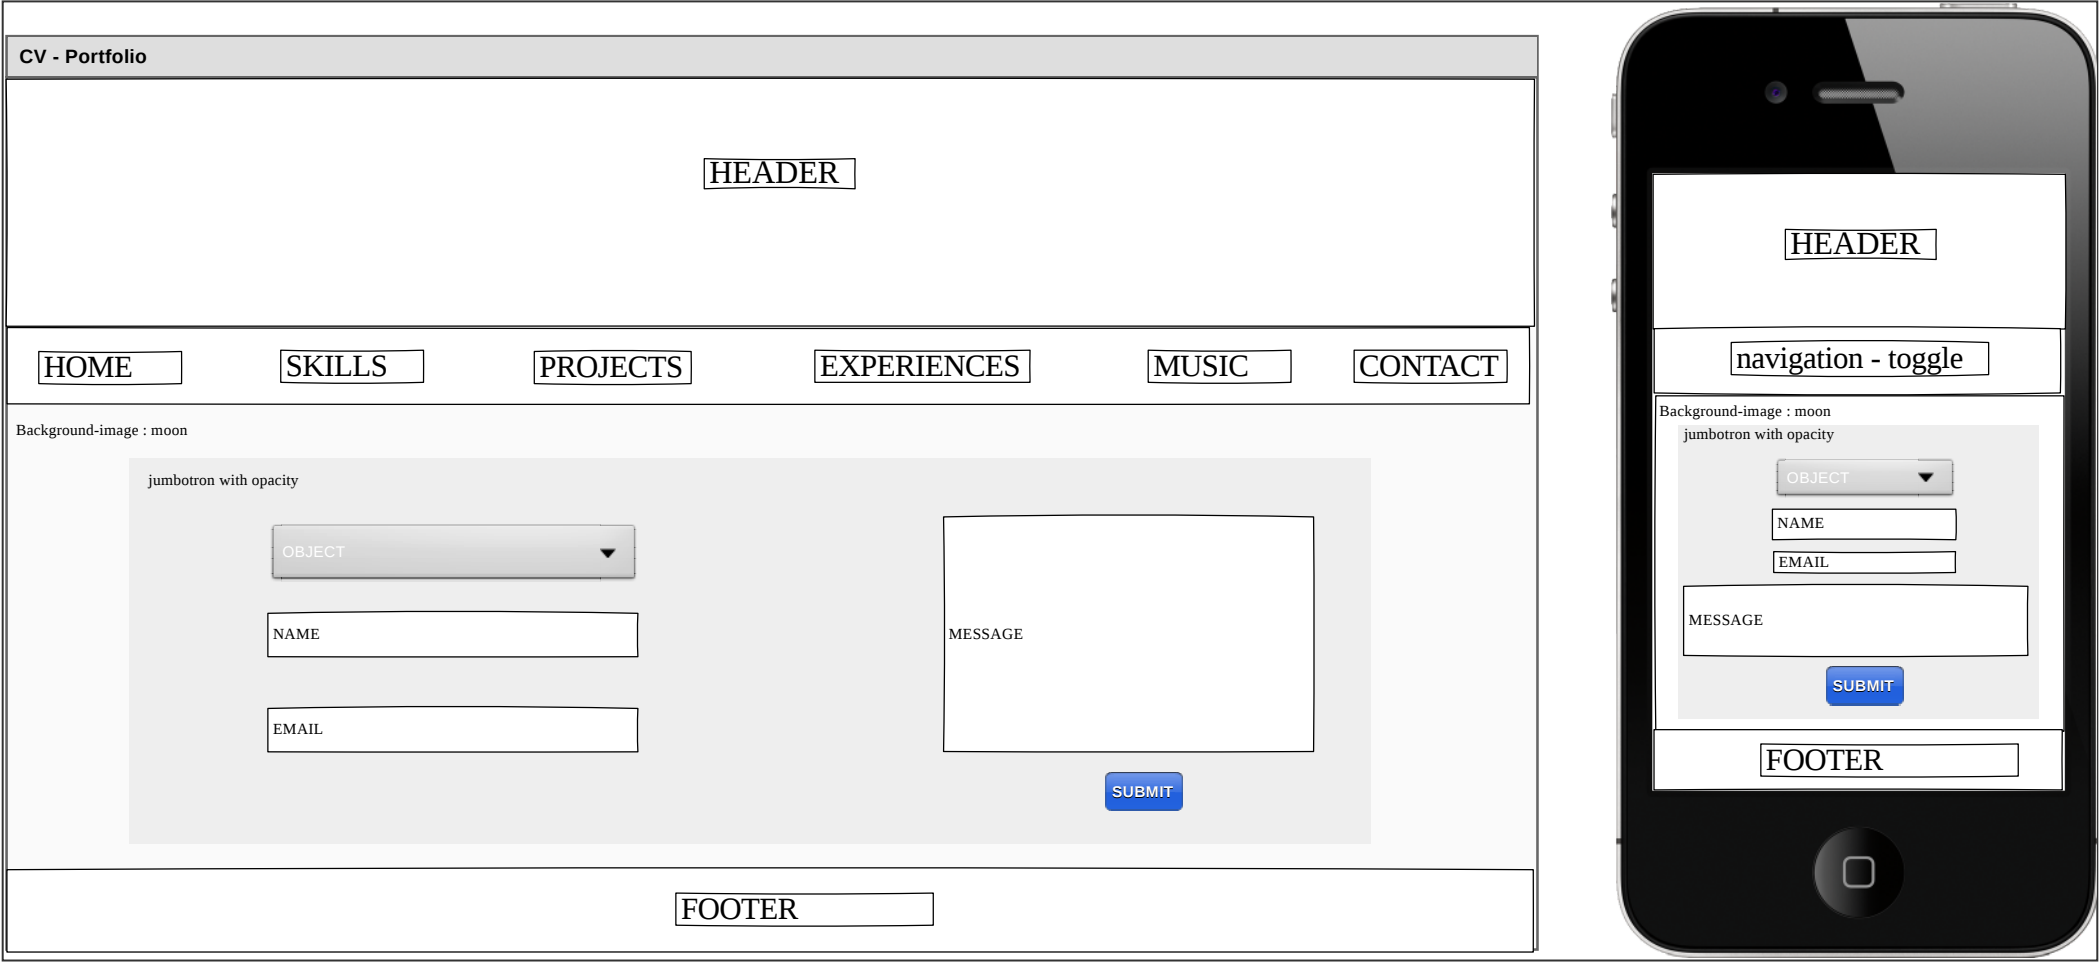 CV - Portfolio
HEADER
HOME SKILLS PROJECTS EXPERIENCES MUSIC CONTACT
Background-image : moon
jumbotron with opacity
OBJECT
NAME
EMAIL
MESSAGE
SUBMIT
FOOTER
HEADER
navigation - toggle
Background-image : moon
jumbotron with opacity
OBJECT
NAME
EMAIL
MESSAGE
SUBMIT
FOOTER